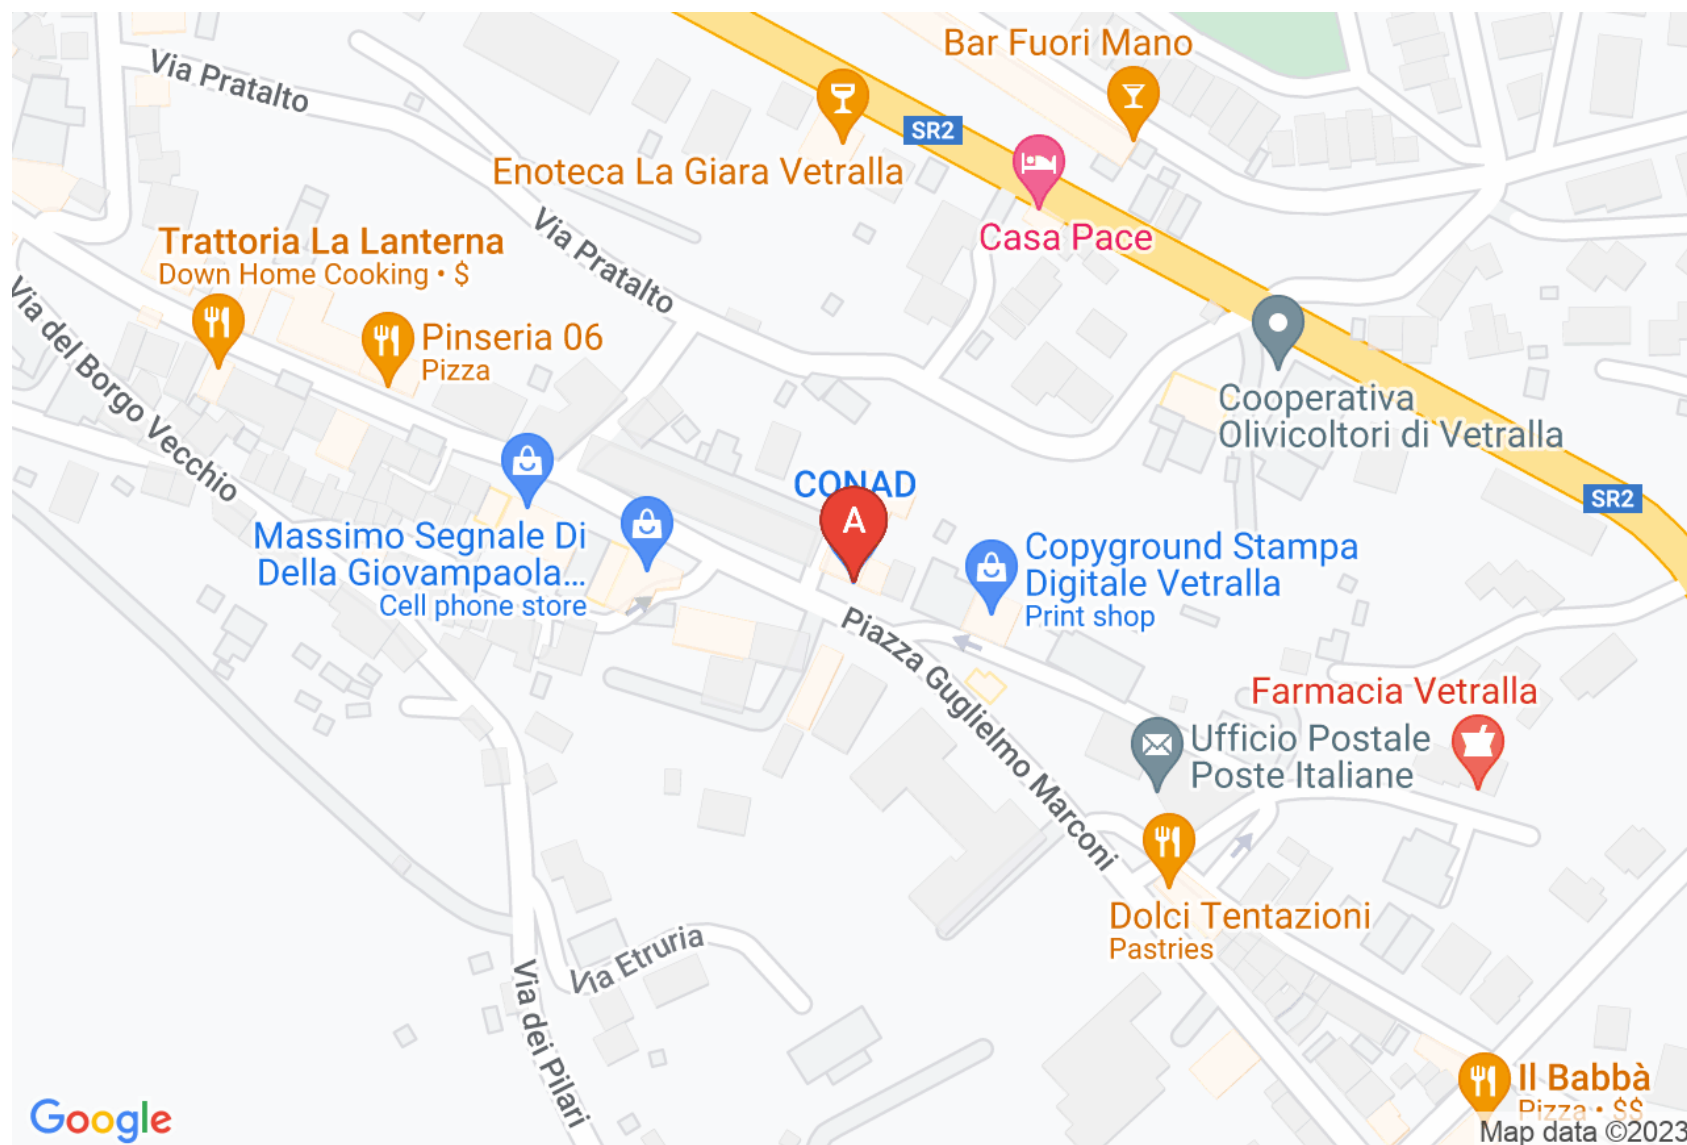 Bar Fuori Mano
Via Pratalto
SR2
Enoteca La Giara Vetralla
Casa Pace
Trattoria La Lanterna
Down Home Cooking • $
Via Pratalto
Via del Borgo Vecchio
Pinseria 06
Pizza
Cooperativa
Olivicoltori di Vetralla
CONAD
SR2
A
Massimo Segnale Di
Della Giovampaola...
Cell phone store
Copyground Stampa
Digitale Vetralla
Print shop
Piazza Guglielmo Marconi
Farmacia Vetralla
Ufficio Postale
Poste Italiane
Dolci Tentazioni
Pastries
Via Etruria
Via dei Pilari
Il Babbà
Pizza • $$
Google
Map data ©2023